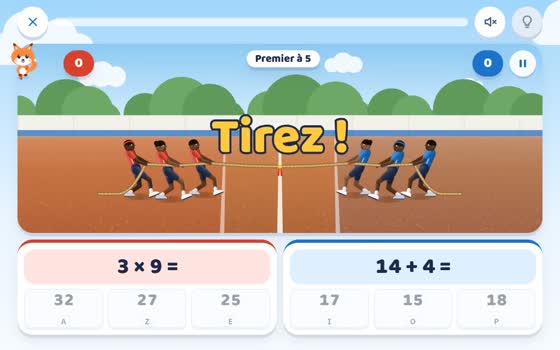 0
Premier à 5
0
Tirez !
3 × 9 =
14 + 4 =
32
27
25
17
15
18
A
Z
E
I
O
P